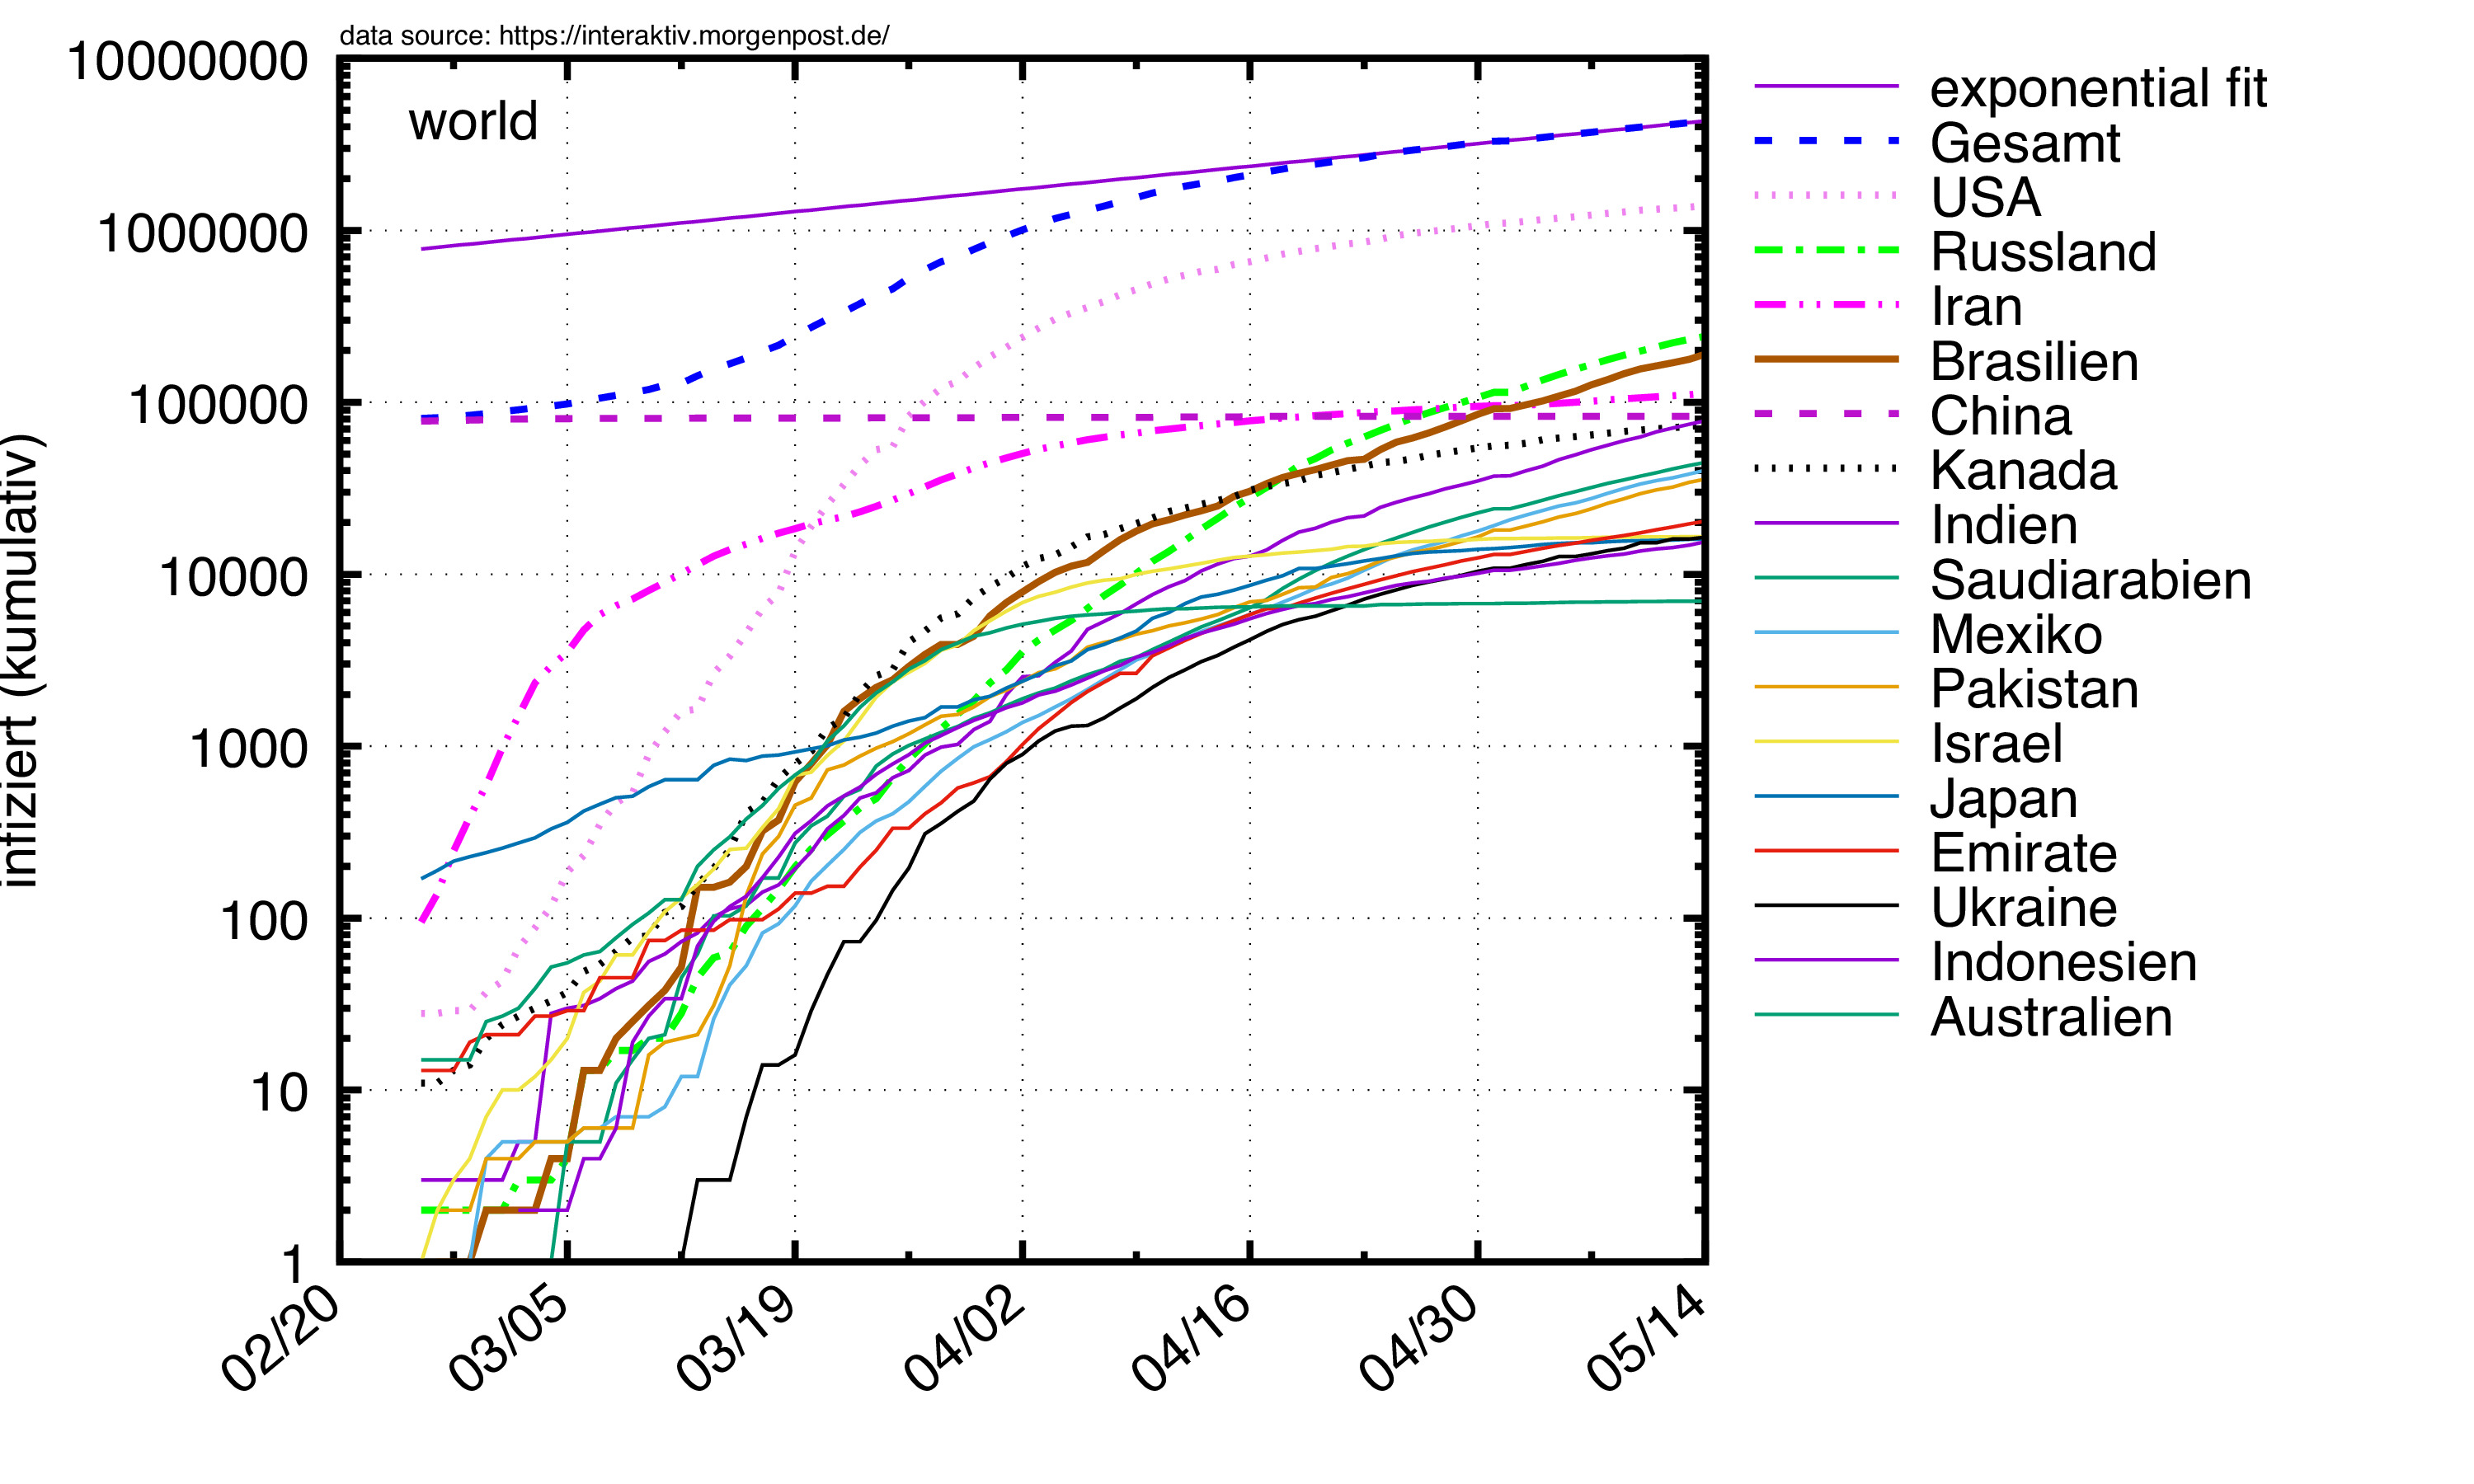 data source: https://interaktiv.morgenpost.de/
world
10000000
1000000
100000
10000
1000
100
10
1
infiziert (kumulativ)
02/20
03/05
03/19
04/02
04/16
04/30
05/14
exponential fit
Gesamt
USA
Russland
Iran
Brasilien
China
Kanada
Indien
Saudiarabien
Mexiko
Pakistan
Israel
Japan
Emirate
Ukraine
Indonesien
Australien